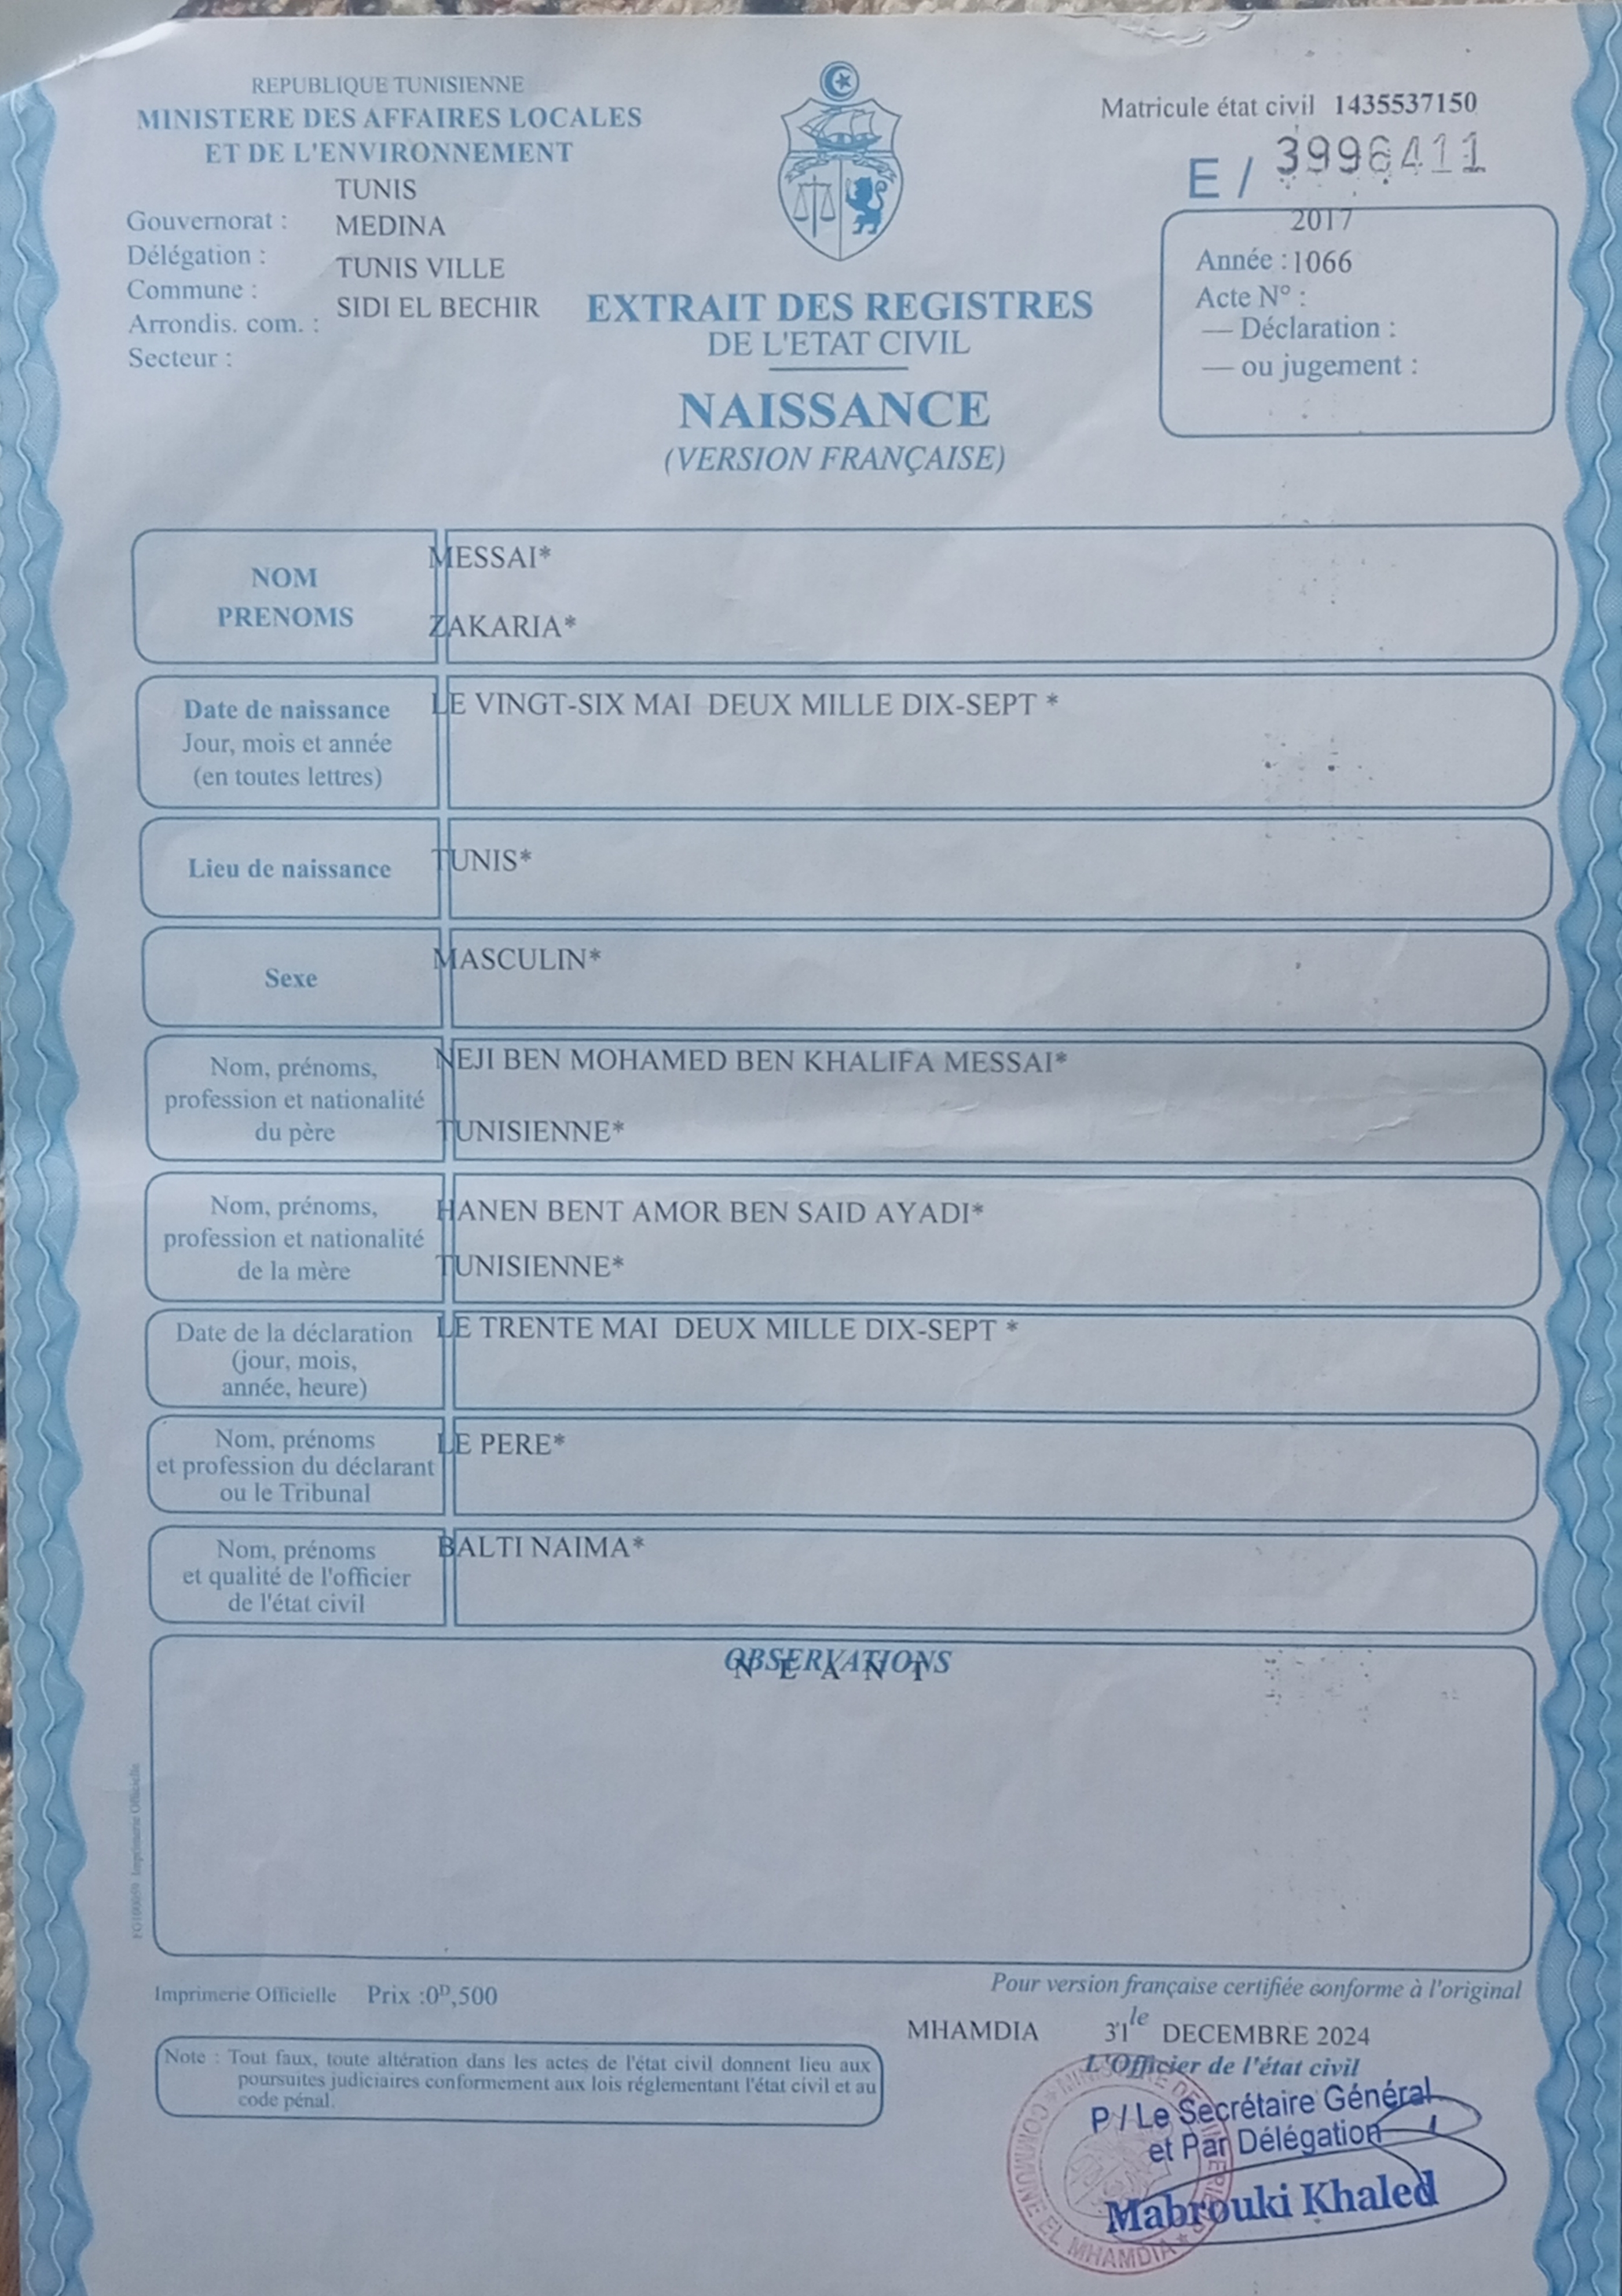 REPUBLIQUE TUNISIENNE
MINISTERE DES AFFAIRES LOCALES
ET DE L'ENVIRONNEMENT
TUNIS
Gouvernorat : MEDINA
Délégation : TUNIS VILLE
Commune :
Arrondis. com. : SIDI EL BECHIR
Secteur :
Matricule état civil 1435537150
E / 3996411
2017
Année : 1066
Acte N° :
— Déclaration :
— ou jugement :
EXTRAIT DES REGISTRES
DE L'ETAT CIVIL
NAISSANCE
(VERSION FRANÇAISE)
NOM
PRENOMS
MESSAI*
ZAKARIA*
Date de naissance
Jour, mois et année
(en toutes lettres)
LE VINGT-SIX MAI DEUX MILLE DIX-SEPT *
Lieu de naissance
TUNIS*
Sexe
MASCULIN*
Nom, prénoms,
profession et nationalité
du père
NEJI BEN MOHAMED BEN KHALIFA MESSAI*
TUNISIENNE*
Nom, prénoms,
profession et nationalité
de la mère
HANEN BENT AMOR BEN SAID AYADI*
TUNISIENNE*
Date de la déclaration
(jour, mois,
année, heure)
LE TRENTE MAI DEUX MILLE DIX-SEPT *
Nom, prénoms
et profession du déclarant
ou le Tribunal
LE PERE*
Nom, prénoms
et qualité de l'officier
de l'état civil
BALTI NAIMA*
OBSERVATIONS
N E A N T
Imprimerie Officielle
Imprimerie Officielle Prix :0ᴰ,500
Pour version française certifiée conforme à l'original
MHAMDIA 31 le DECEMBRE 2024
L'Officier de l'état civil
Note : Tout faux, toute altération dans les actes de l'état civil donnent lieu aux
poursuites judiciaires conformement aux lois réglementant l'état civil et au
code pénal.
P / Le Secrétaire Général
et Par Délégation
Mabrouki Khaled
COMMUNE EL MHAMDIA